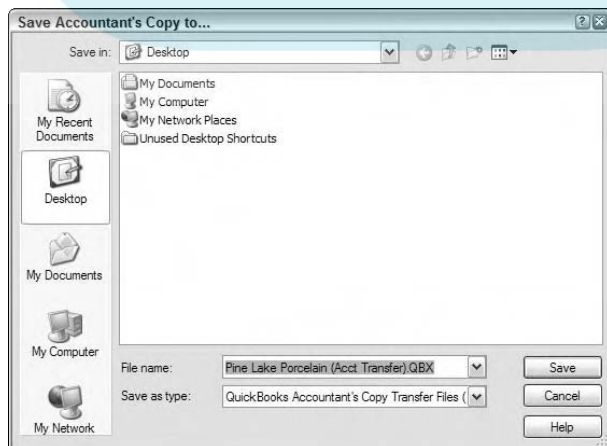 Save Accountant's Copy to...
Save in:
Desktop
My Recent
Documents
Desktop
My Documents
My Computer
My Network
My Documents
My Computer
My Network Places
Unused Desktop Shortcuts
File name:
Pine Lake Porcelain (Acct Transfer).QBX
Save
Save as type:
QuickBooks Accountant's Copy Transfer Files (
Cancel
Help